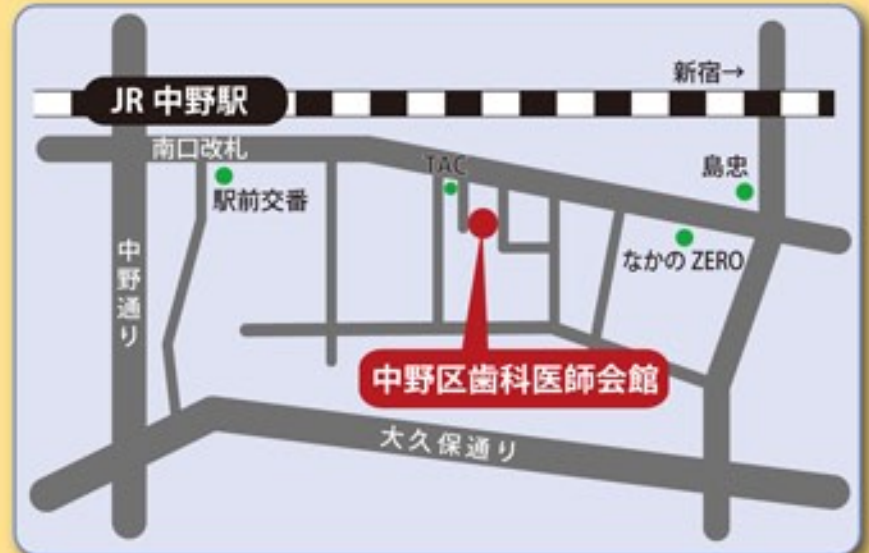 新宿→
JR 中野駅
南口改札
TAC
島忠
駅前交番
なかの ZERO
中野通り
中野区歯科医師会館
大久保通り